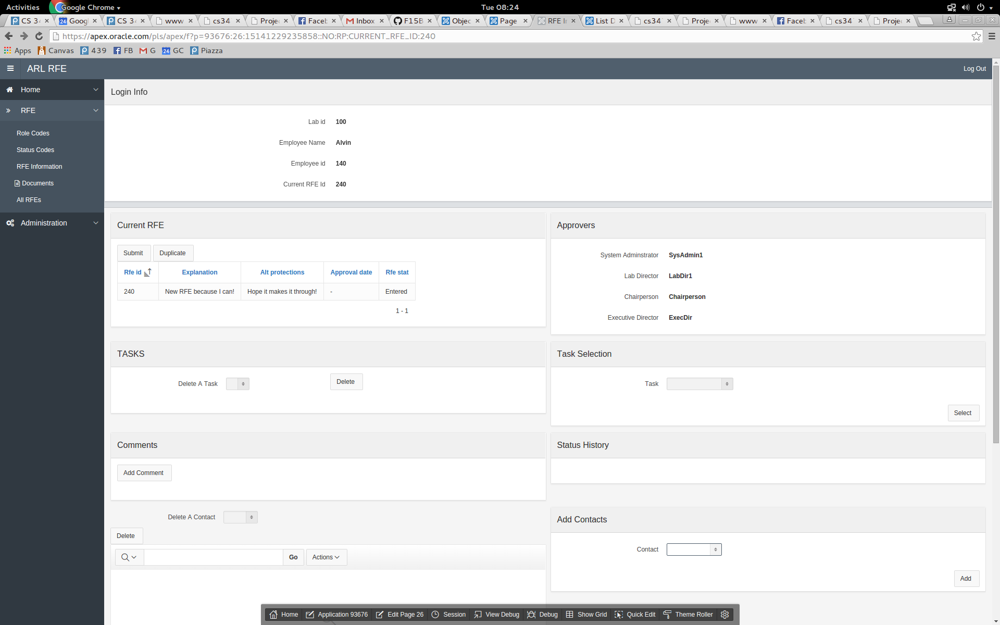 Activities Google Chrome Tue 08:24
CS 3 Goog CS 3 www cs34 Proje Faceb Inbox F15B Objec Page RFE I List D cs34 Proje www Faceb cs34 Proje
https://apex.oracle.com/pls/apex/f?p=93676:26:15141229235858::NO:RP:CURRENT_RFE_ID:240
Apps Canvas 439 FB G 24 GC Piazza
ARL RFE Log Out
Home
RFE
Role Codes
Status Codes
RFE Information
Documents
All RFEs
Administration
Login Info
Lab id 100
Employee Name Alvin
Employee id 140
Current RFE Id 240
Current RFE
Submit Duplicate
Rfe id Explanation Alt protections Approval date Rfe stat
240 New RFE because I can! Hope it makes it through! - Entered
1 - 1
Approvers
System Adminstrator SysAdmin1
Lab Director LabDir1
Chairperson Chairperson
Executive Director ExecDir
TASKS
Delete A Task Delete
Task Selection
Task
Select
Comments
Add Comment
Status History
Delete A Contact
Delete
Go Actions
Add Contacts
Contact
Add
Home Application 93676 Edit Page 26 Session View Debug Debug Show Grid Quick Edit Theme Roller